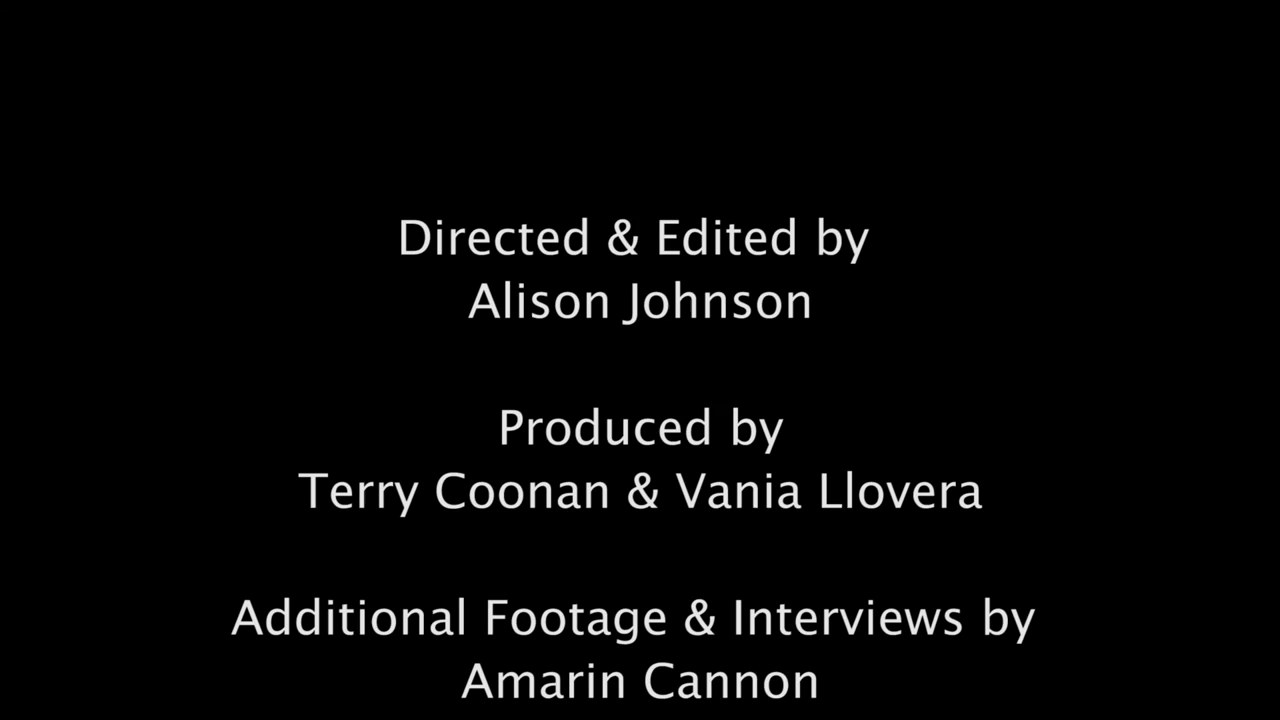 Directed & Edited by
Alison Johnson
Produced by
Terry Coonan & Vania Llovera
Additional Footage & Interviews by
Amarin Cannon